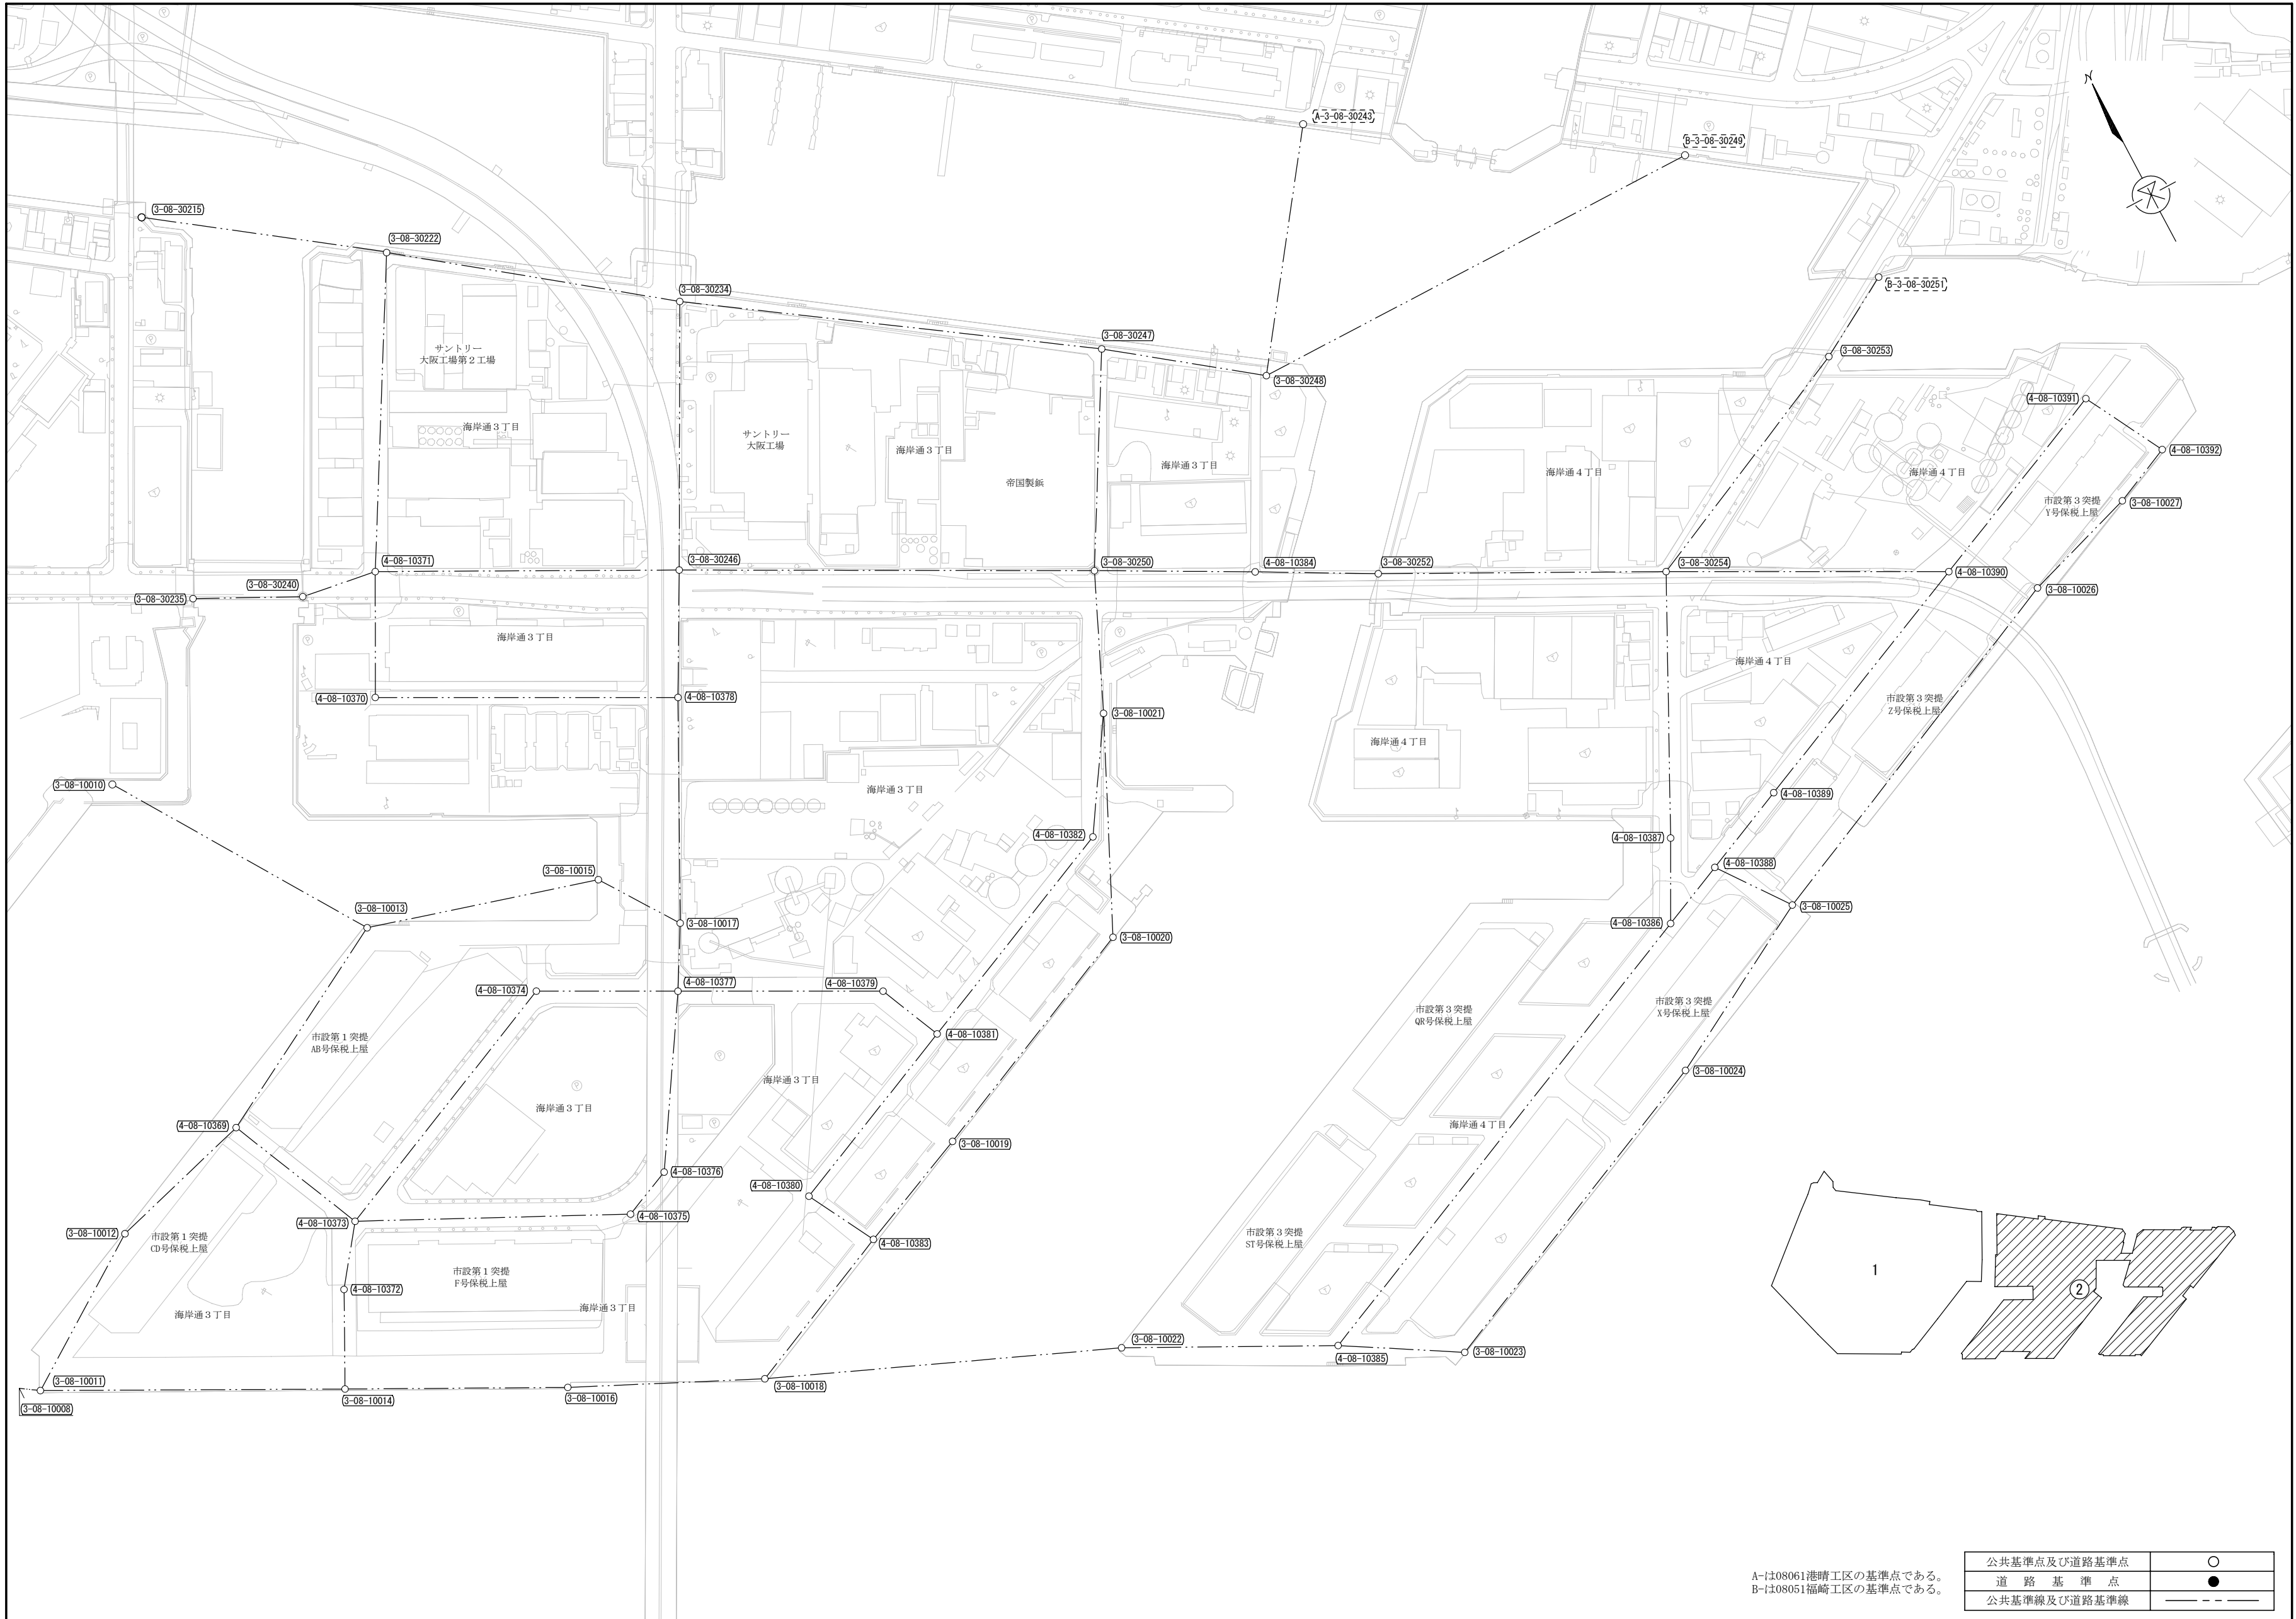 (A-3-08-30243)
(B-3-08-30249)
N
(3-08-30215)
(3-08-30222)
(B-3-08-30251)
(3-08-30234)
(3-08-30247)
(3-08-30253)
サントリー
大阪工場第２工場
(3-08-30248)
(4-08-10391)
海岸通３丁目
サントリー
大阪工場
海岸通３丁目
(4-08-10392)
海岸通３丁目
海岸通４丁目
海岸通４丁目
帝国製鋲
市設第３突提
Y号保税上屋
(3-08-10027)
(4-08-10371)
(3-08-30246)
(3-08-30250)
(4-08-10384)
(3-08-30252)
(3-08-30254)
(4-08-10390)
(3-08-30240)
(3-08-30235)
(3-08-10026)
海岸通３丁目
海岸通４丁目
(4-08-10370)
(4-08-10378)
市設第３突提
Z号保税上屋
(3-08-10021)
海岸通４丁目
(3-08-10010)
海岸通３丁目
(4-08-10389)
(4-08-10382)
(4-08-10387)
(4-08-10388)
(3-08-10015)
(3-08-10013)
(3-08-10025)
(3-08-10017)
(4-08-10386)
(3-08-10020)
(4-08-10374)
(4-08-10377)
(4-08-10379)
市設第３突提
QR号保税上屋
市設第３突提
X号保税上屋
(4-08-10381)
市設第１突提
AB号保税上屋
(3-08-10024)
海岸通３丁目
海岸通３丁目
(4-08-10369)
海岸通４丁目
(3-08-10019)
(4-08-10376)
(4-08-10380)
(4-08-10375)
(4-08-10373)
(3-08-10012)
市設第１突提
CD号保税上屋
市設第３突提
ST号保税上屋
(4-08-10383)
市設第１突提
F号保税上屋
1
2
(4-08-10372)
海岸通３丁目
海岸通３丁目
(3-08-10022)
(4-08-10385)
(3-08-10023)
(3-08-10011)
(3-08-10018)
(3-08-10008)
(3-08-10014)
(3-08-10016)
A-は08061港晴工区の基準点である。
B-は08051福崎工区の基準点である。
公共基準点及び道路基準点
道路基準点
公共基準線及び道路基準線